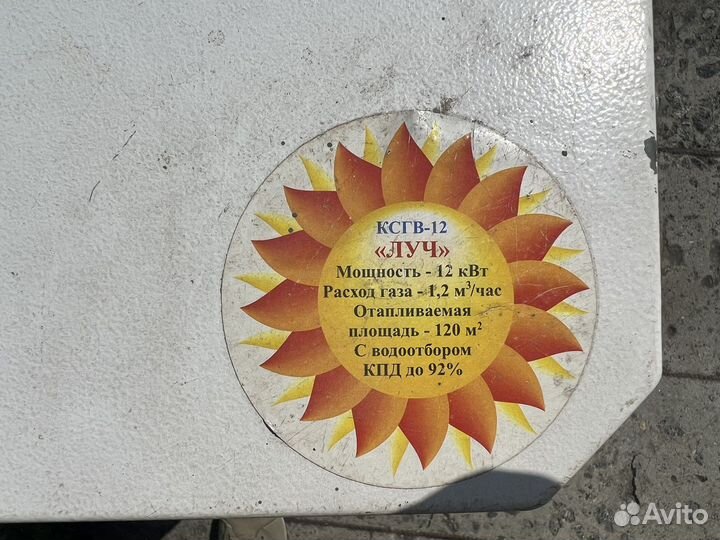 КСГВ-12
«ЛУЧ»
Мощность - 12 кВт
Расход газа - 1,2 м³/час
Отапливаемая
площадь - 120 м²
С водоотбором
КПД до 92%
Avito